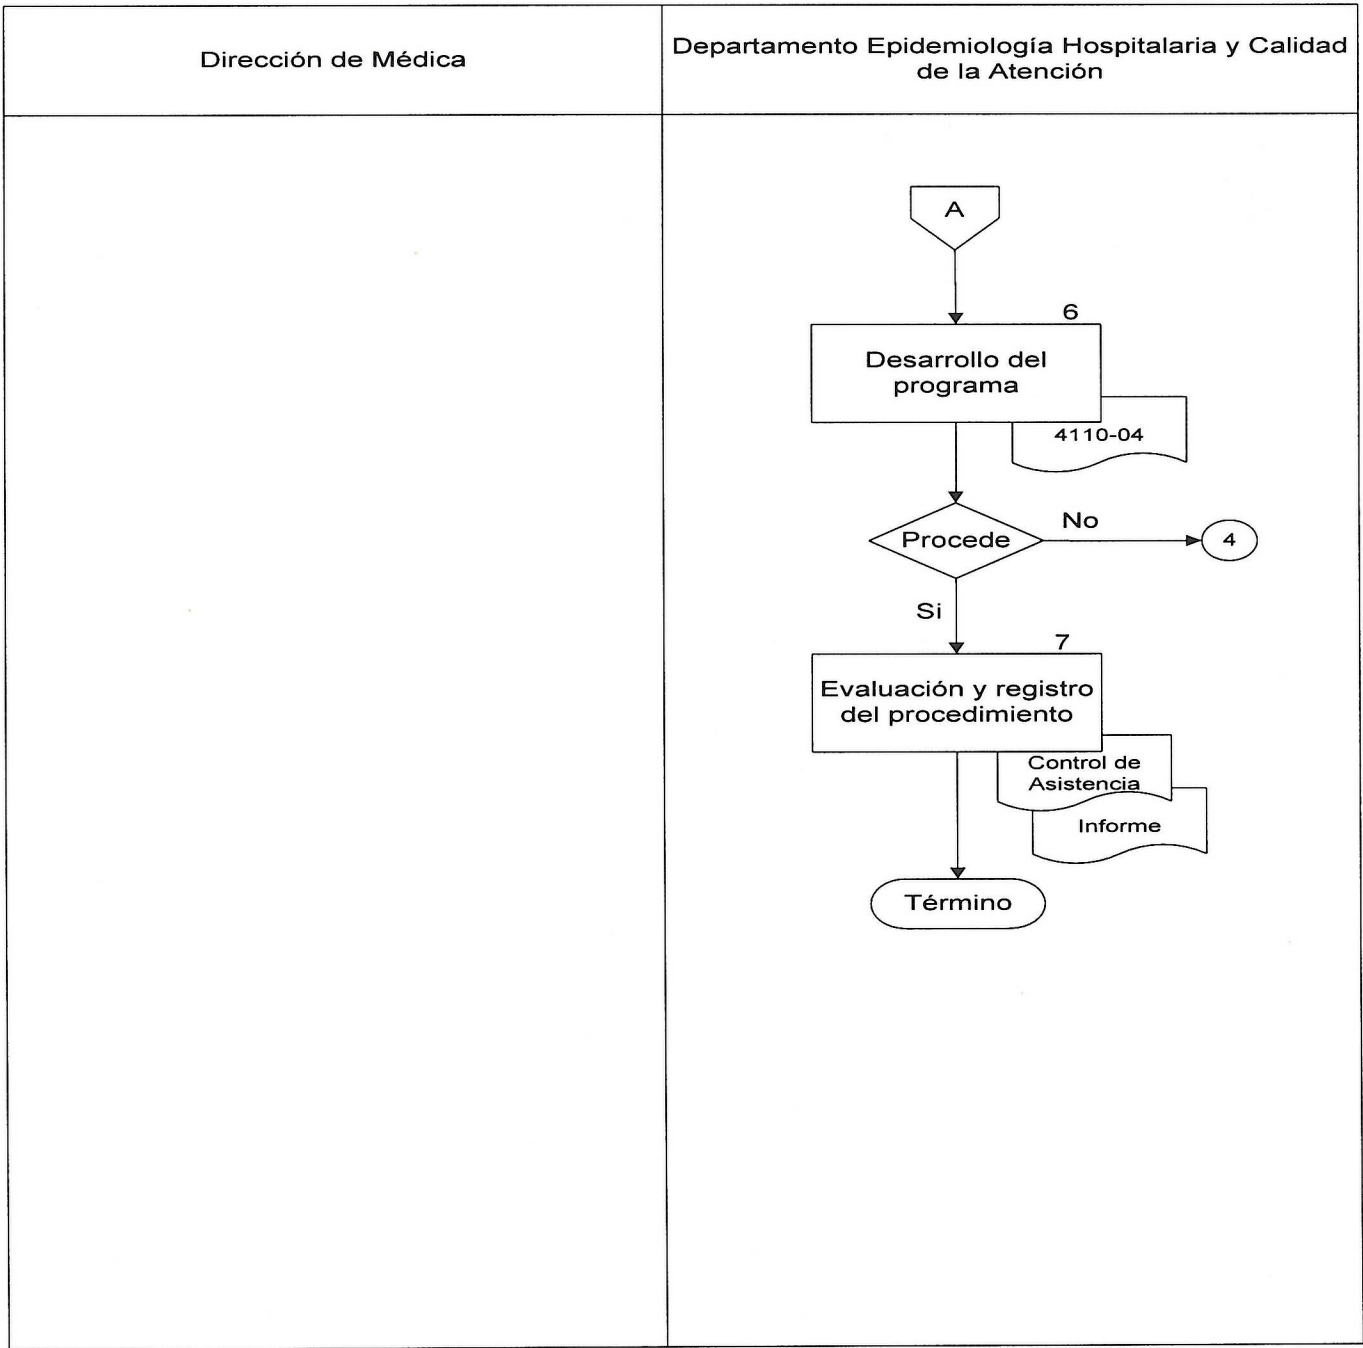 Dirección de Médica
Departamento Epidemiología Hospitalaria y Calidad
de la Atención
A
6
Desarrollo del
programa
4110-04
Procede
No
4
Si
7
Evaluación y registro
del procedimiento
Control de
Asistencia
Informe
Término